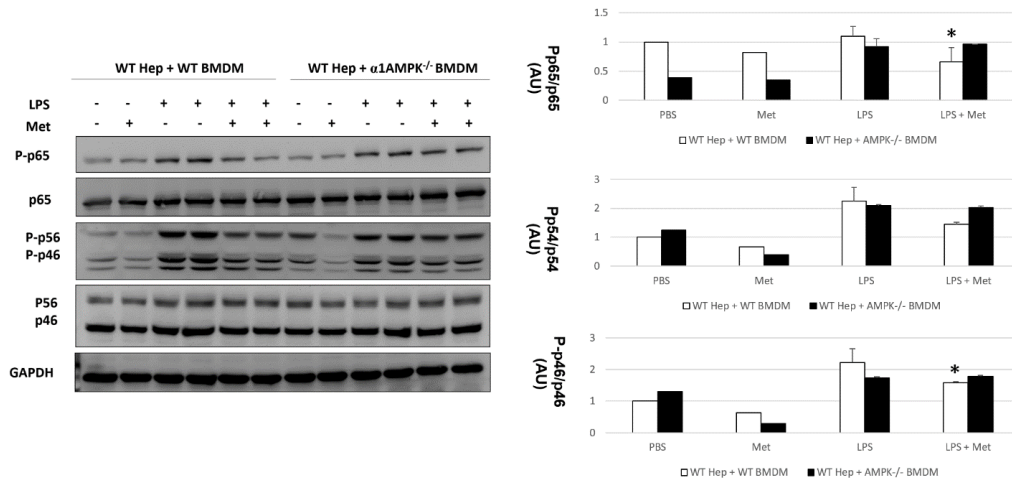 WT Hep + WT BMDM WT Hep + α1AMPK-/- BMDM
LPS - - + + + + - - + + + +
Met - + - - + + - + - - + +
P-p65
p65
P-p56
P-p46
P56
p46
GAPDH
Pp65/p65
(AU)
1.5
1
0.5
0
*
PBS Met LPS LPS + Met
WT Hep + WT BMDM WT Hep + AMPK-/- BMDM
Pp54/p54
(AU)
3
2
1
0
PBS Met LPS LPS + Met
WT Hep + WT BMDM WT Hep + AMPK-/- BMDM
P-p46/p46
(AU)
3
2
1
0
*
PBS Met LPS LPS + Met
WT Hep + WT BMDM WT Hep + AMPK-/- BMDM